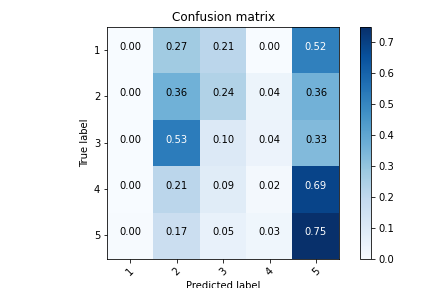 Confusion matrix
1 0.00 0.27 0.21 0.00 0.52
2 0.00 0.36 0.24 0.04 0.36
3 0.00 0.53 0.10 0.04 0.33
4 0.00 0.21 0.09 0.02 0.69
5 0.00 0.17 0.05 0.03 0.75
True label
1 2 3 4 5
Predicted label
0.7
0.6
0.5
0.4
0.3
0.2
0.1
0.0